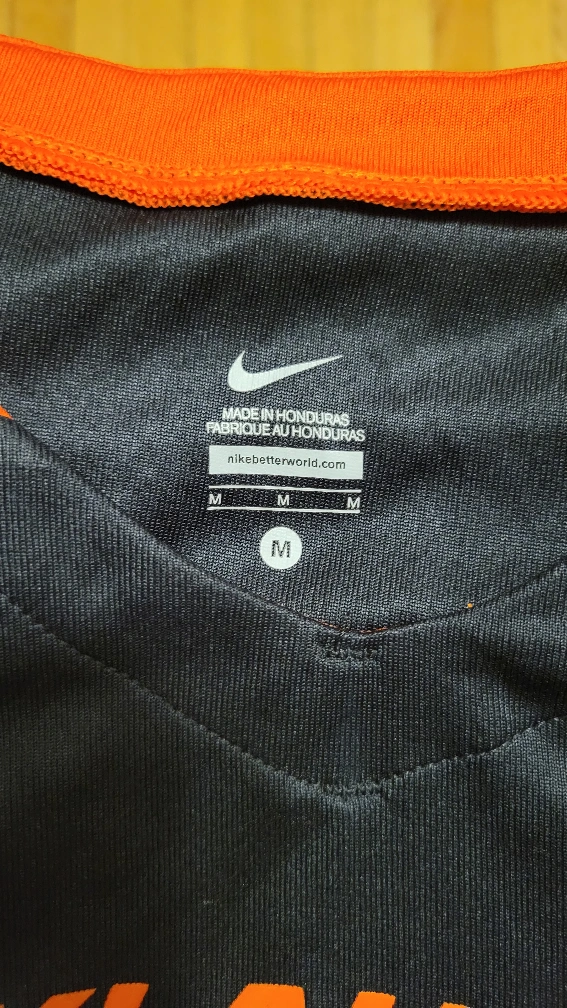 MADE IN HONDURAS
FABRIQUE AU HONDURAS
nikebetterworld.com
M M M
M